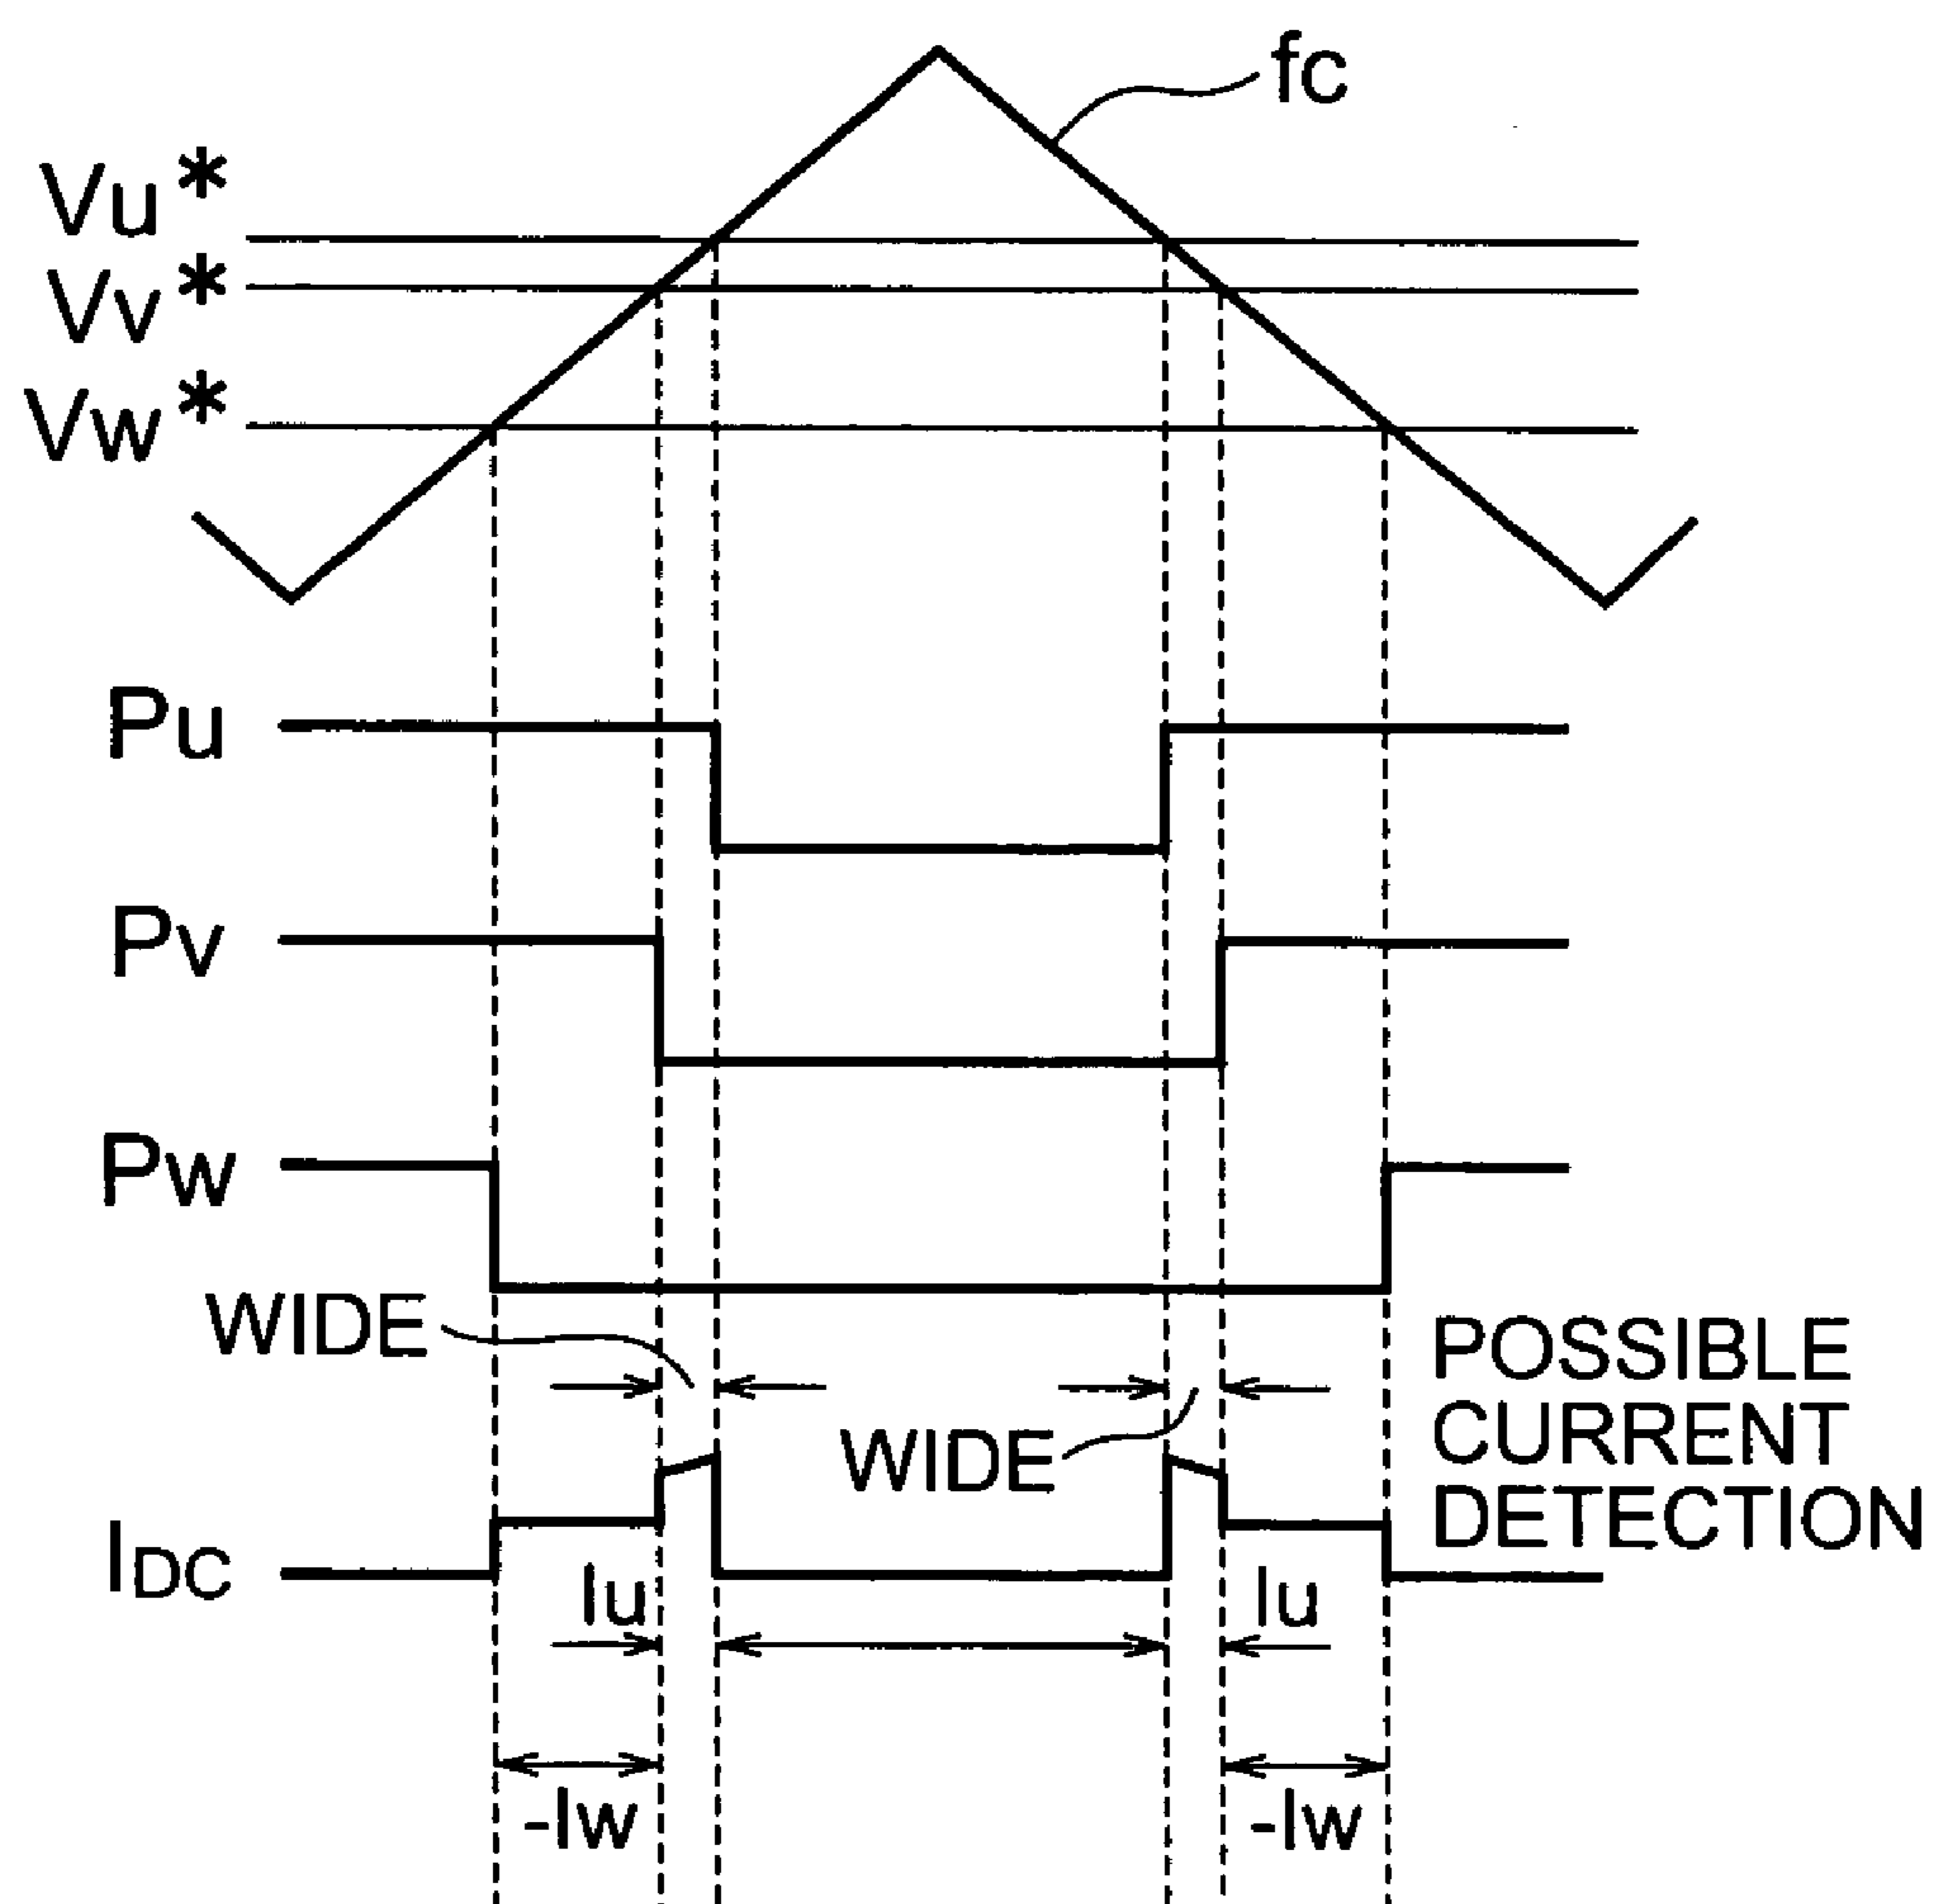 fc
Vu*
Vv*
Vw*
Pu
Pv
Pw
WIDE
WIDE
POSSIBLE
CURRENT
DETECTION
IDC
Iu
Iu
-Iw
-Iw